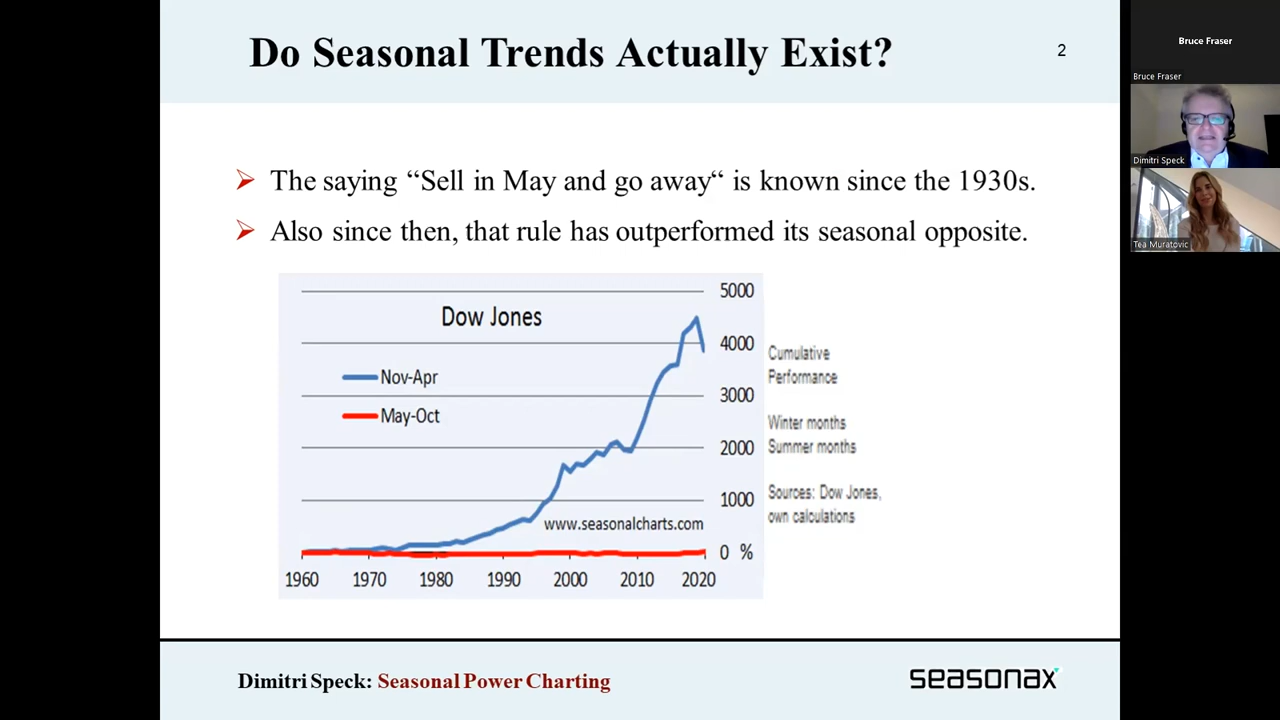 Do Seasonal Trends Actually Exist?
2
The saying “Sell in May and go away“ is known since the 1930s.
Also since then, that rule has outperformed its seasonal opposite.
Dow Jones
Nov-Apr
May-Oct
www.seasonalcharts.com
5000
4000
3000
2000
1000
0 %
1960 1970 1980 1990 2000 2010 2020
Cumulative
Performance
Winter months
Summer months
Sources: Dow Jones,
own calculations
Dimitri Speck: Seasonal Power Charting
seasonax
Bruce Fraser
Bruce Fraser
Dimitri Speck
Tea Muratovic